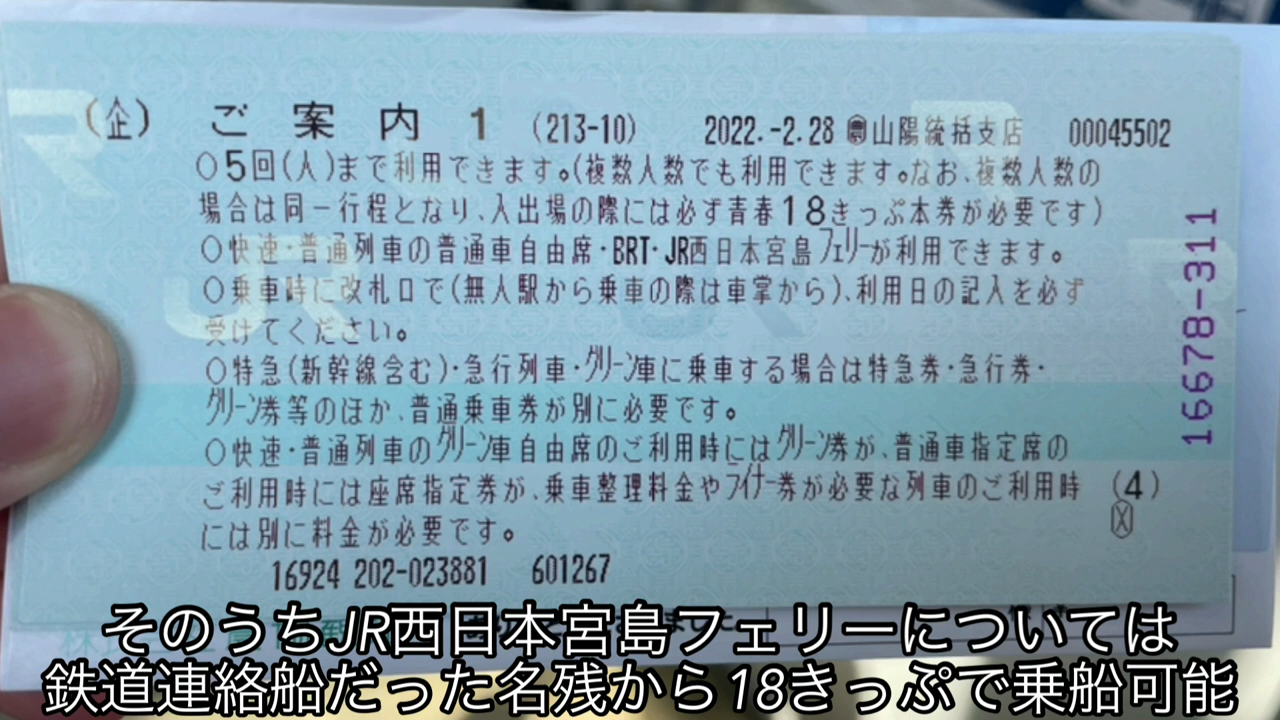 (企) ご案内 1 (213-10) 2022.-2.28 農山陽統括支店 00045502
○5回(人)まで利用できます。(複数人数でも利用できます。なお、複数人数の
場合は同一行程となり、入出場の際には必ず青春18きっぷ本券が必要です)
○快速・普通列車の普通車自由席・BRT・JR西日本宮島フェリーが利用できます。
○乗車時に改札口で(無人駅から乗車の際は車掌から)、利用日の記入を必ず
受けてください。
○特急(新幹線含む)・急行列車・グリーン車に乗車する場合は特急券・急行券・
グリーン券等のほか、普通乗車券が別に必要です。
○快速・普通列車のグリーン車自由席のご利用時にはグリーン券が、普通車指定席の
ご利用時には座席指定券が、乗車整理料金やライナー券が必要な列車のご利用時 (4)
には別に料金が必要です。
16924 202-023881 601267
16678-311
そのうちJR西日本宮島フェリーについては
鉄道連絡船だった名残から18きっぷで乗船可能